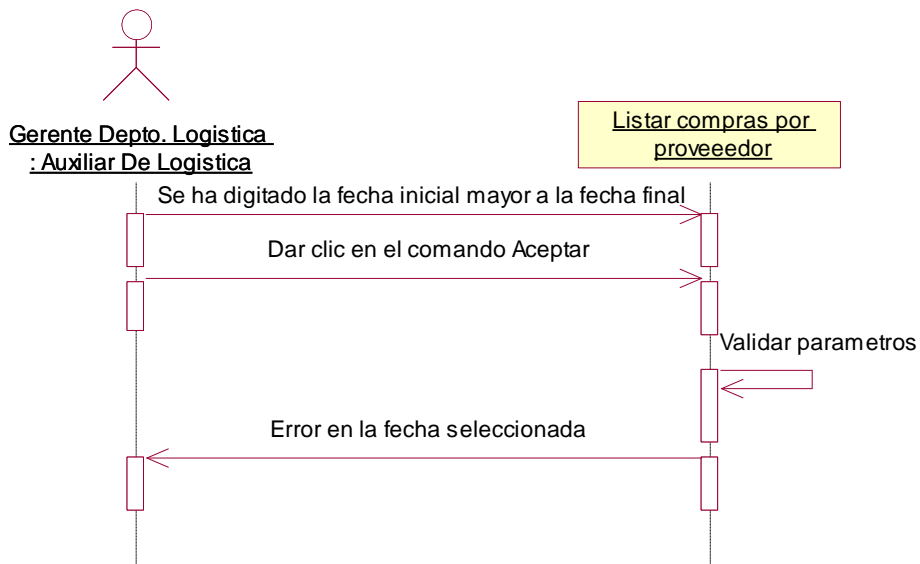 Gerente Depto. Logistica
: Auxiliar De Logistica
Listar compras por
proveeedor
Se ha digitado la fecha inicial mayor a la fecha final
Dar clic en el comando Aceptar
Validar parametros
Error en la fecha seleccionada